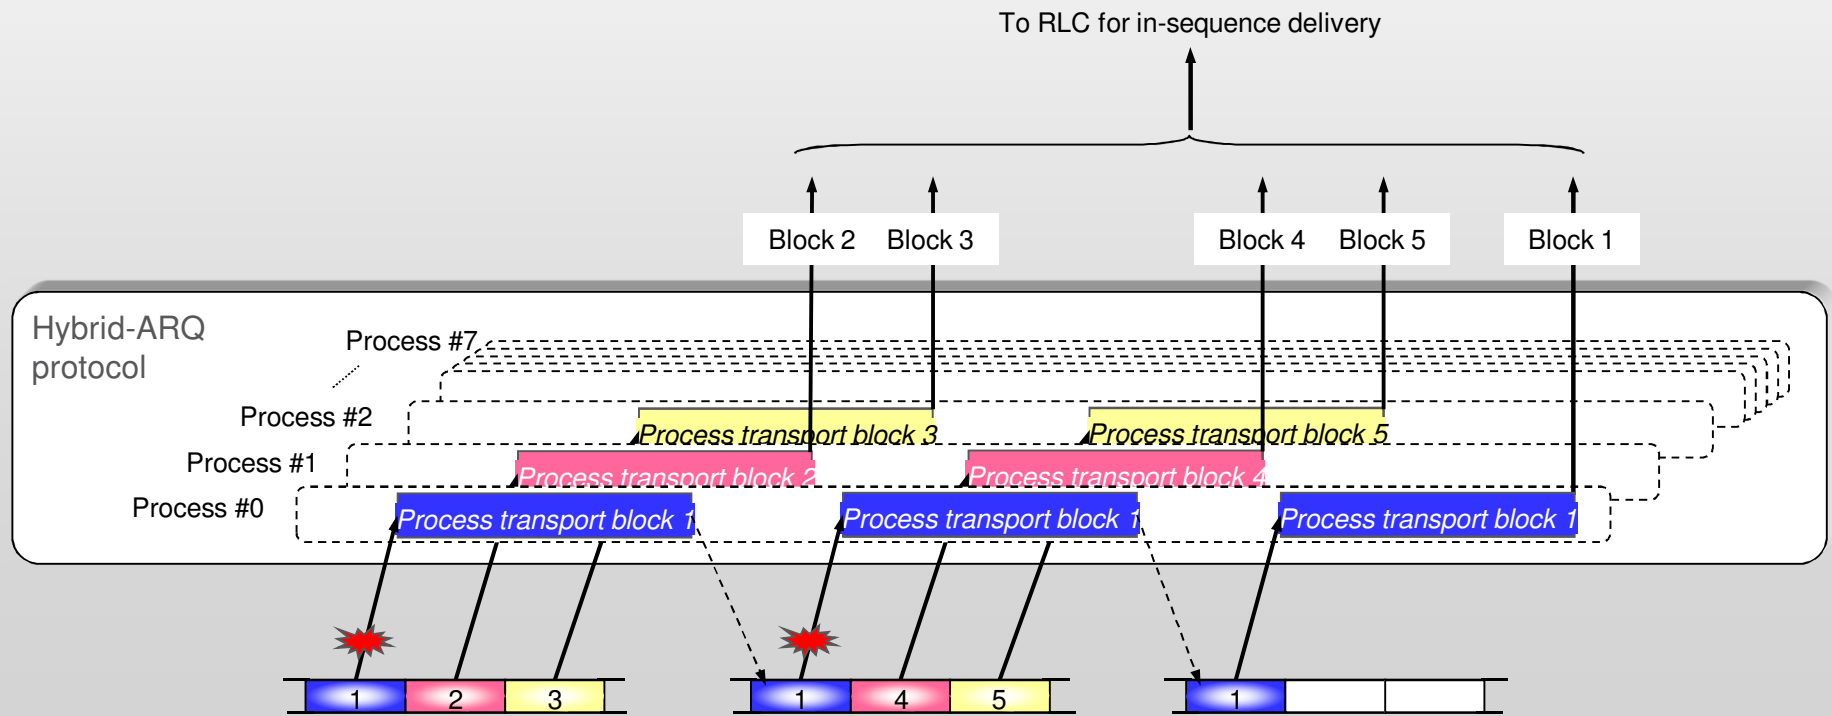 To RLC for in-sequence delivery
Block 2 Block 3 Block 4 Block 5 Block 1
Hybrid-ARQ
protocol
Process #7
Process #2
Process transport block 3 Process transport block 5
Process #1
Process transport block 2 Process transport block 4
Process #0
Process transport block 1 Process transport block 1 Process transport block 1
1 2 3 1 4 5 1